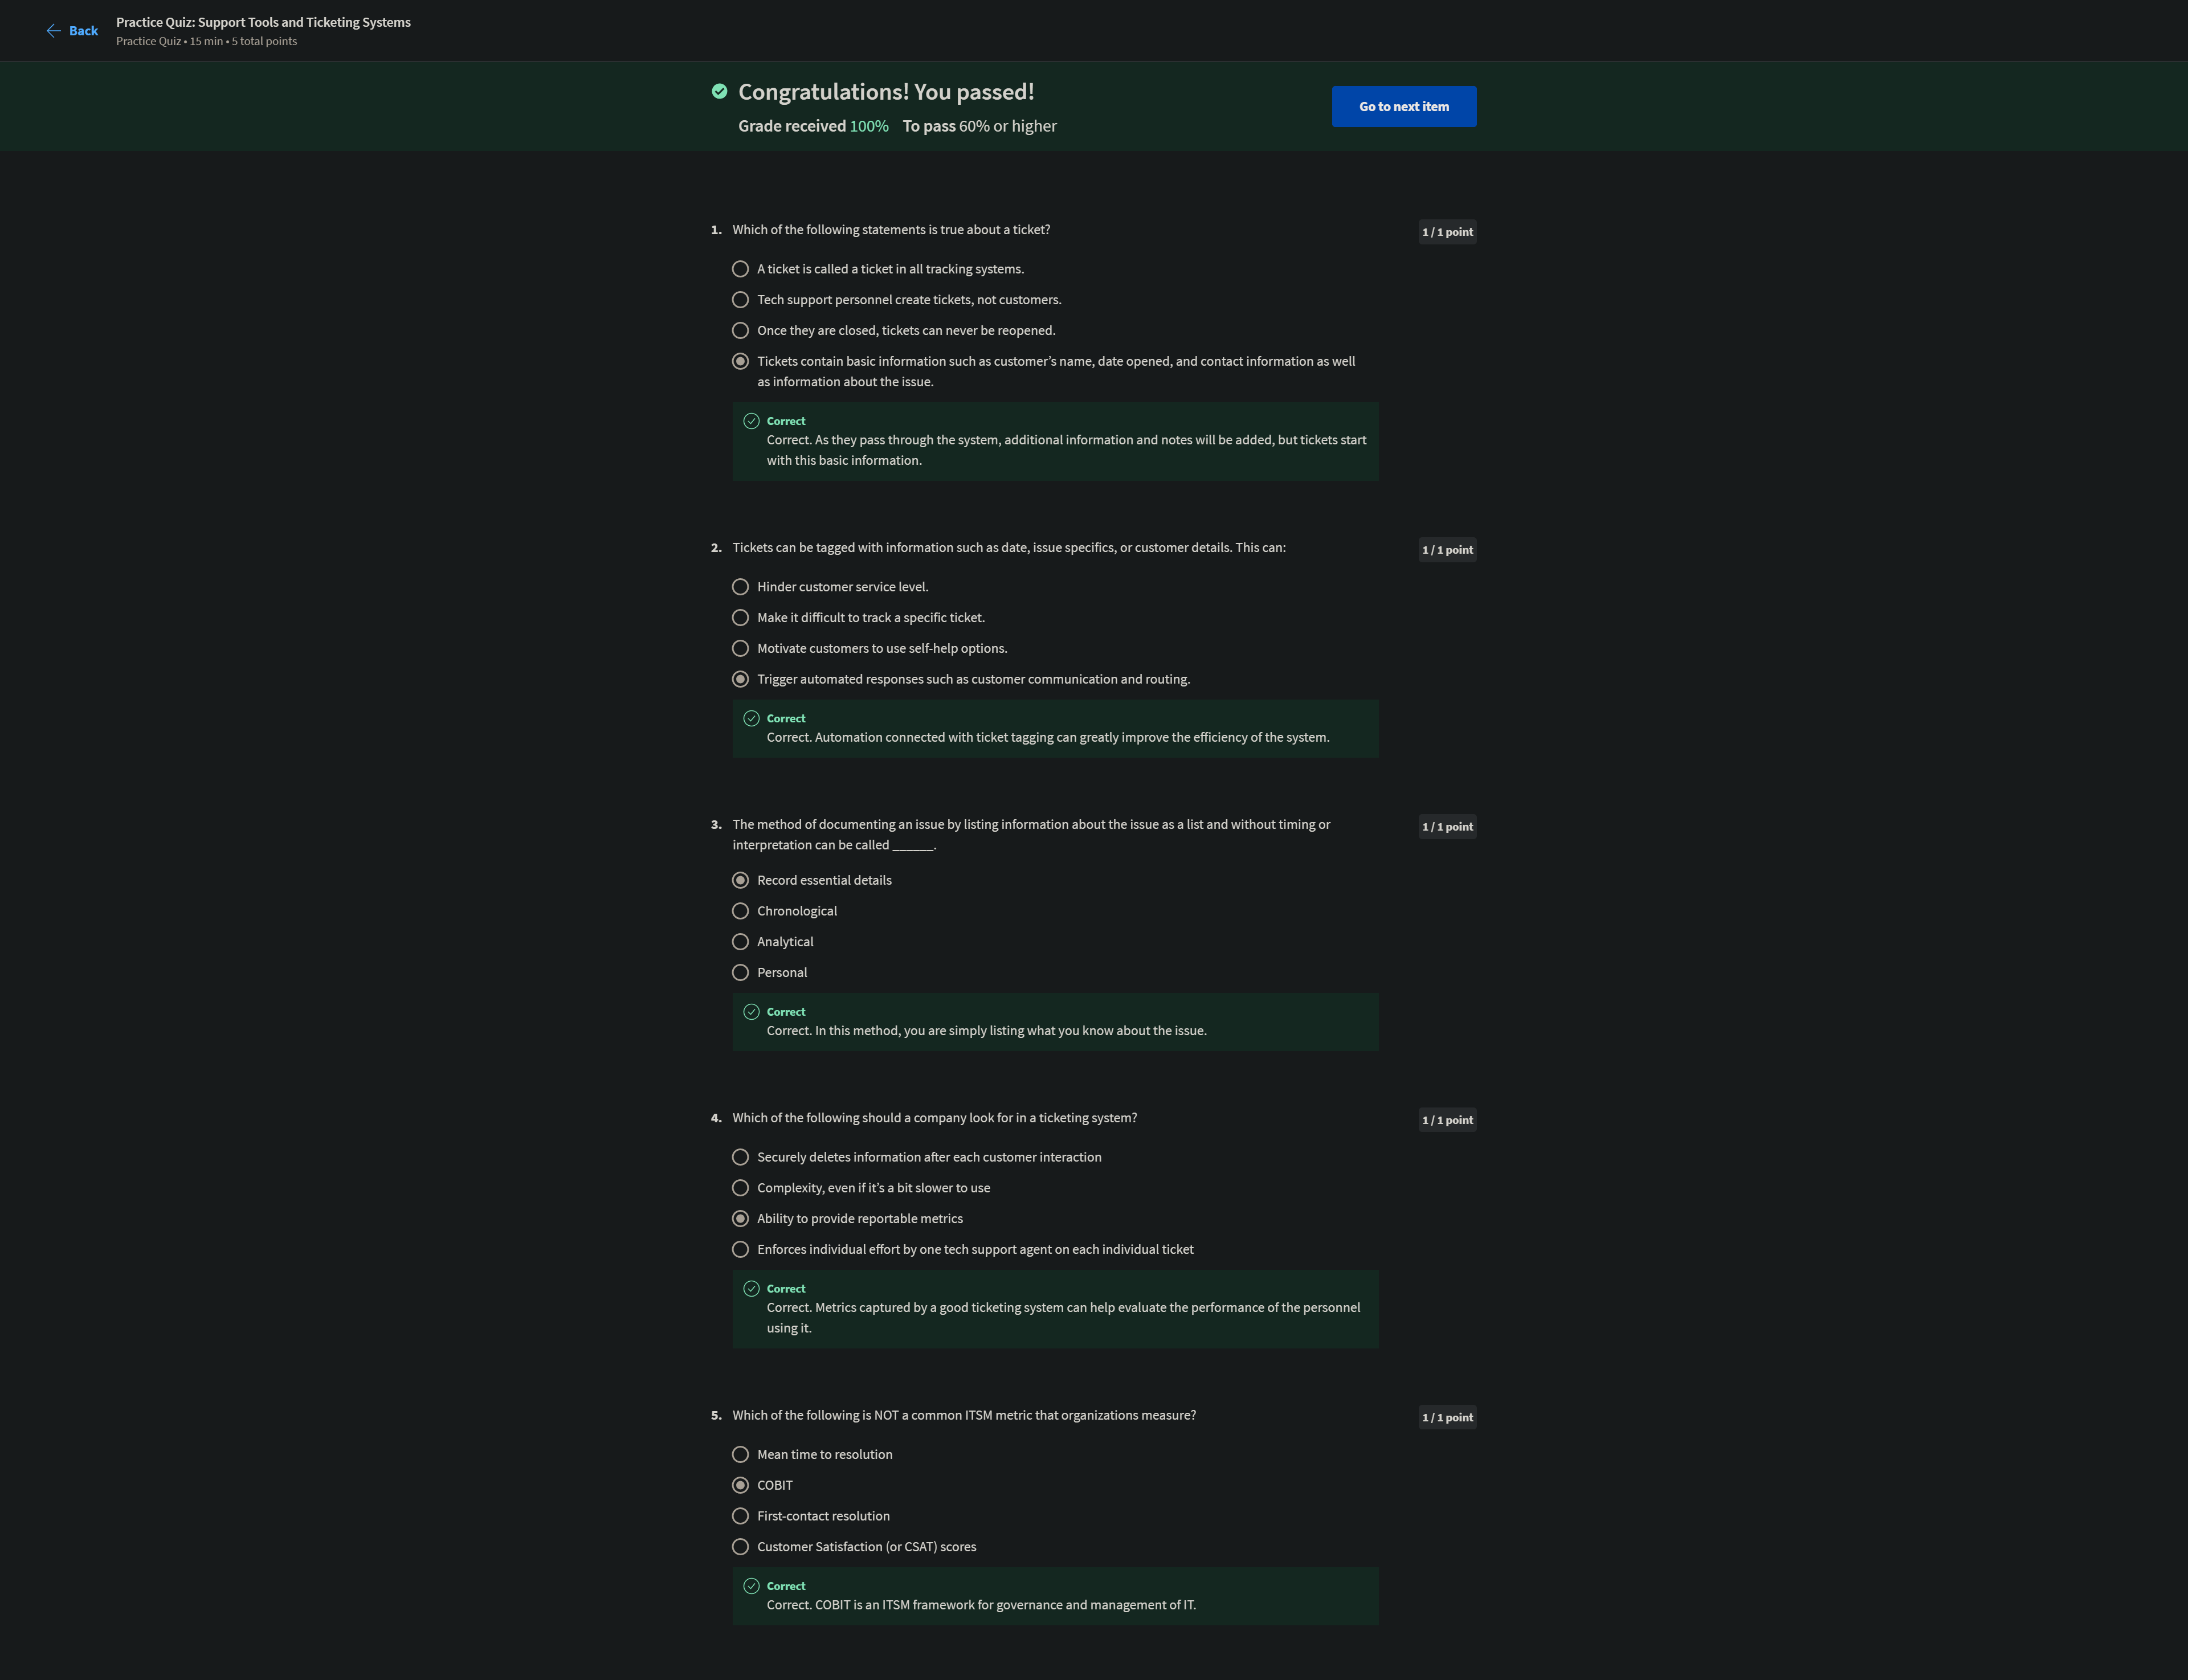 Back
Practice Quiz: Support Tools and Ticketing Systems
Practice Quiz • 15 min • 5 total points
Congratulations! You passed!
Grade received 100% To pass 60% or higher
Go to next item
1. Which of the following statements is true about a ticket?
1 / 1 point
A ticket is called a ticket in all tracking systems.
Tech support personnel create tickets, not customers.
Once they are closed, tickets can never be reopened.
Tickets contain basic information such as customer’s name, date opened, and contact information as well
as information about the issue.
Correct
Correct. As they pass through the system, additional information and notes will be added, but tickets start
with this basic information.
2. Tickets can be tagged with information such as date, issue specifics, or customer details. This can:
1 / 1 point
Hinder customer service level.
Make it difficult to track a specific ticket.
Motivate customers to use self-help options.
Trigger automated responses such as customer communication and routing.
Correct
Correct. Automation connected with ticket tagging can greatly improve the efficiency of the system.
3. The method of documenting an issue by listing information about the issue as a list and without timing or
interpretation can be called ______.
1 / 1 point
Record essential details
Chronological
Analytical
Personal
Correct
Correct. In this method, you are simply listing what you know about the issue.
4. Which of the following should a company look for in a ticketing system?
1 / 1 point
Securely deletes information after each customer interaction
Complexity, even if it’s a bit slower to use
Ability to provide reportable metrics
Enforces individual effort by one tech support agent on each individual ticket
Correct
Correct. Metrics captured by a good ticketing system can help evaluate the performance of the personnel
using it.
5. Which of the following is NOT a common ITSM metric that organizations measure?
1 / 1 point
Mean time to resolution
COBIT
First-contact resolution
Customer Satisfaction (or CSAT) scores
Correct
Correct. COBIT is an ITSM framework for governance and management of IT.